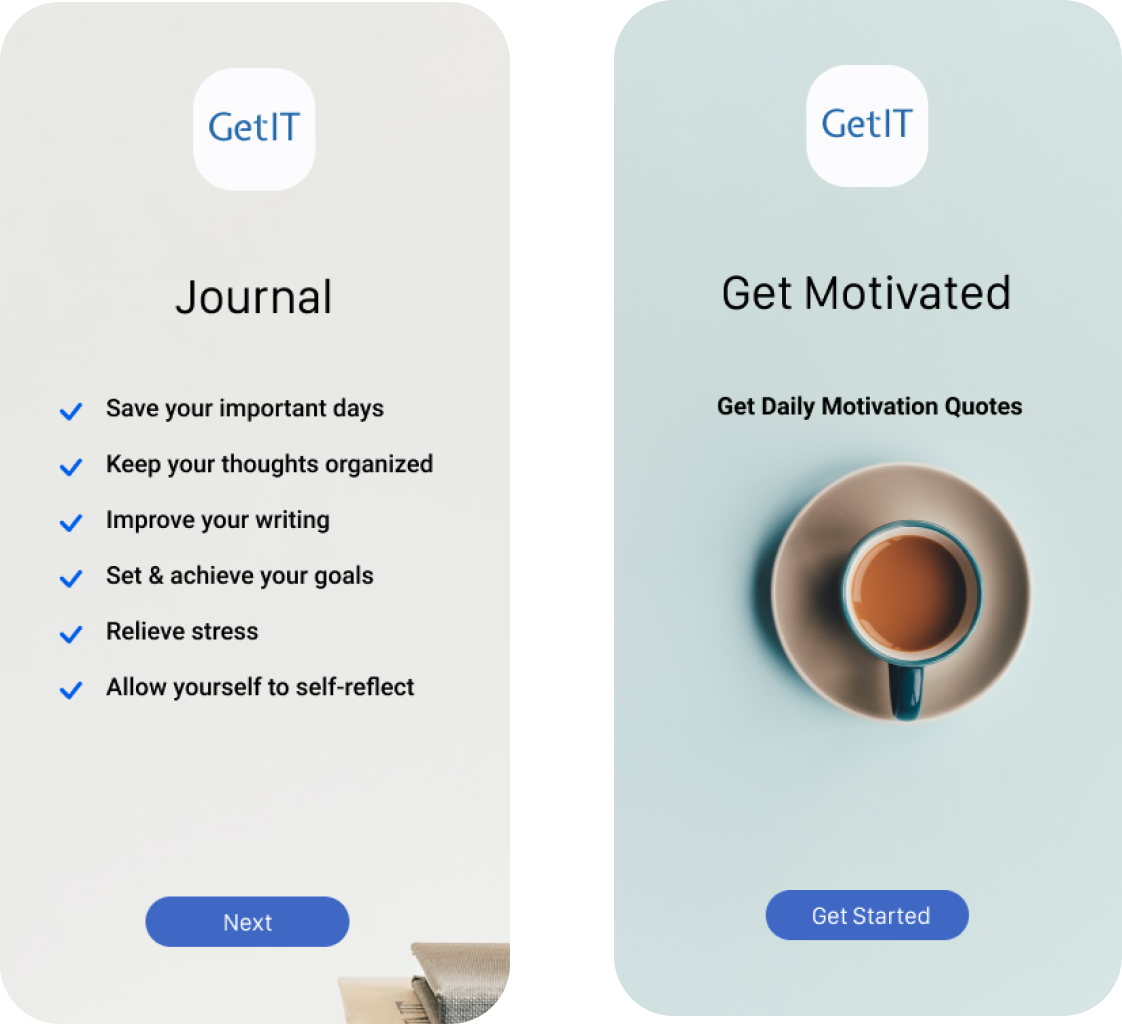 GetIT
Journal
Save your important days
Keep your thoughts organized
Improve your writing
Set & achieve your goals
Relieve stress
Allow yourself to self-reflect
Next
GetIT
Get Motivated
Get Daily Motivation Quotes
Get Started